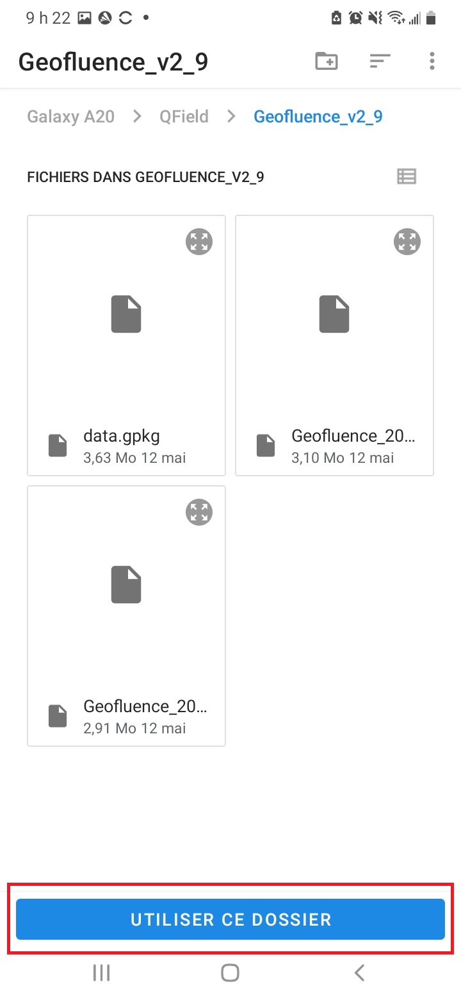 9 h 22
Geofluence_v2_9
Galaxy A20 > QField > Geofluence_v2_9
FICHIERS DANS GEOFLUENCE_V2_9
data.gpkg
3,63 Mo 12 mai
Geofluence_20...
3,10 Mo 12 mai
Geofluence_20...
2,91 Mo 12 mai
UTILISER CE DOSSIER